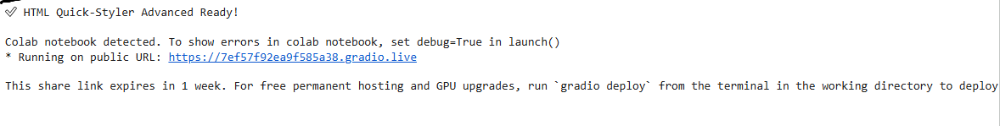 ✅ HTML Quick-Styler Advanced Ready!
Colab notebook detected. To show errors in colab notebook, set debug=True in launch()
* Running on public URL: https://7ef57f92ea9f585a38.gradio.live
This share link expires in 1 week. For free permanent hosting and GPU upgrades, run `gradio deploy` from the terminal in the working directory to deploy